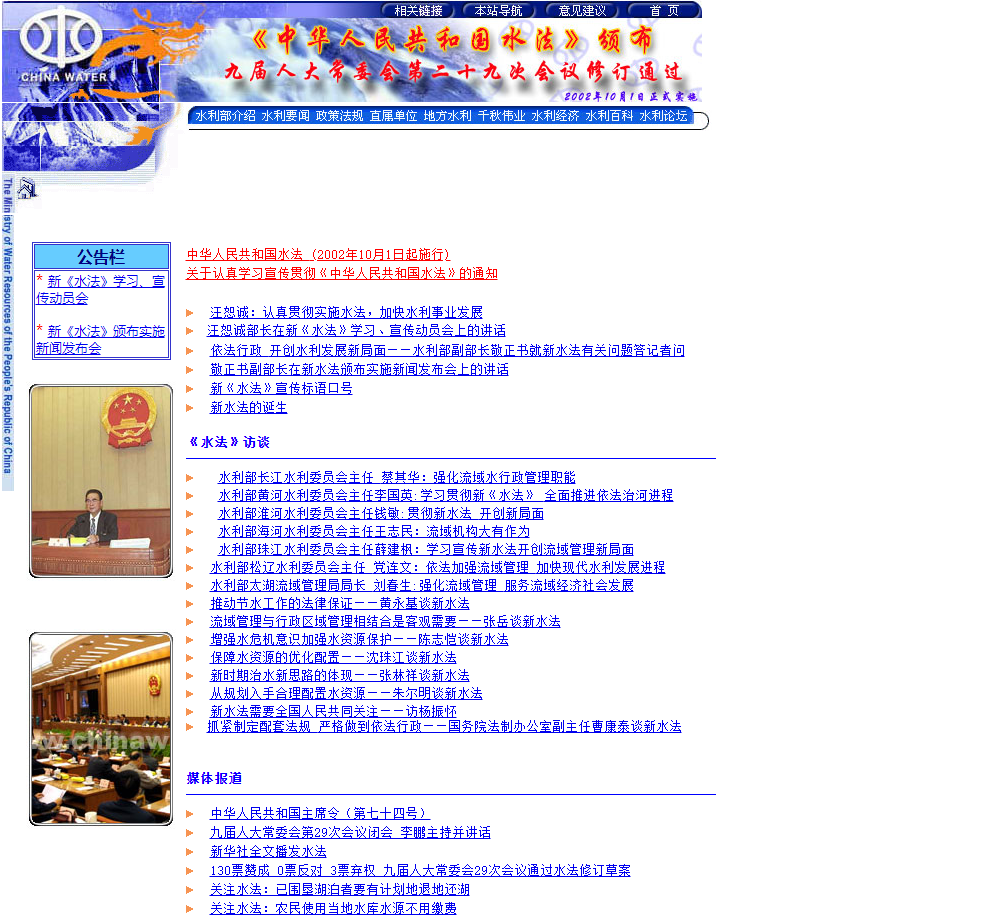 相关链接 本站导航 意见建议 首 页
《中华人民共和国水法》颁布
九届人大常委会第二十九次会议修订通过
2002年10月1日正式实施
CHINA WATER
水利部介绍 水利要闻 政策法规 直属单位 地方水利 千秋伟业 水利经济 水利百科 水利论坛
The Ministry of Water Resources of the People's Republic of China
公告栏
* 新《水法》学习、宣
传动员会
* 新《水法》颁布实施
新闻发布会
中华人民共和国水法 (2002年10月1日起施行)
关于认真学习宣传贯彻《中华人民共和国水法》的通知
汪恕诚：认真贯彻实施水法，加快水利事业发展
汪恕诚部长在新《水法》学习、宣传动员会上的讲话
依法行政 开创水利发展新局面－－水利部副部长敬正书就新水法有关问题答记者问
敬正书副部长在新水法颁布实施新闻发布会上的讲话
新《水法》宣传标语口号
新水法的诞生
《水法》访谈
水利部长江水利委员会主任 蔡其华：强化流域水行政管理职能
水利部黄河水利委员会主任李国英:学习贯彻新《水法》 全面推进依法治河进程
水利部淮河水利委员会主任钱敏:贯彻新水法 开创新局面
水利部海河水利委员会主任王志民：流域机构大有作为
水利部珠江水利委员会主任薛建枫：学习宣传新水法开创流域管理新局面
水利部松辽水利委员会主任 党连文：依法加强流域管理 加快现代水利发展进程
水利部太湖流域管理局局长 刘春生:强化流域管理 服务流域经济社会发展
推动节水工作的法律保证－－黄永基谈新水法
流域管理与行政区域管理相结合是客观需要－－张岳谈新水法
增强水危机意识加强水资源保护－－陈志恺谈新水法
保障水资源的优化配置－－沈珠江谈新水法
新时期治水新思路的体现－－张林祥谈新水法
从规划入手合理配置水资源－－朱尔明谈新水法
新水法需要全国人民共同关注－－访杨振怀
抓紧制定配套法规 严格做到依法行政－－国务院法制办公室副主任曹康泰谈新水法
w.chinaw
媒体报道
中华人民共和国主席令（第七十四号）
九届人大常委会第29次会议闭会 李鹏主持并讲话
新华社全文播发水法
130票赞成 0票反对 3票弃权 九届人大常委会29次会议通过水法修订草案
关注水法：已围垦湖泊者要有计划地退地还湖
关注水法：农民使用当地水库水源不用缴费